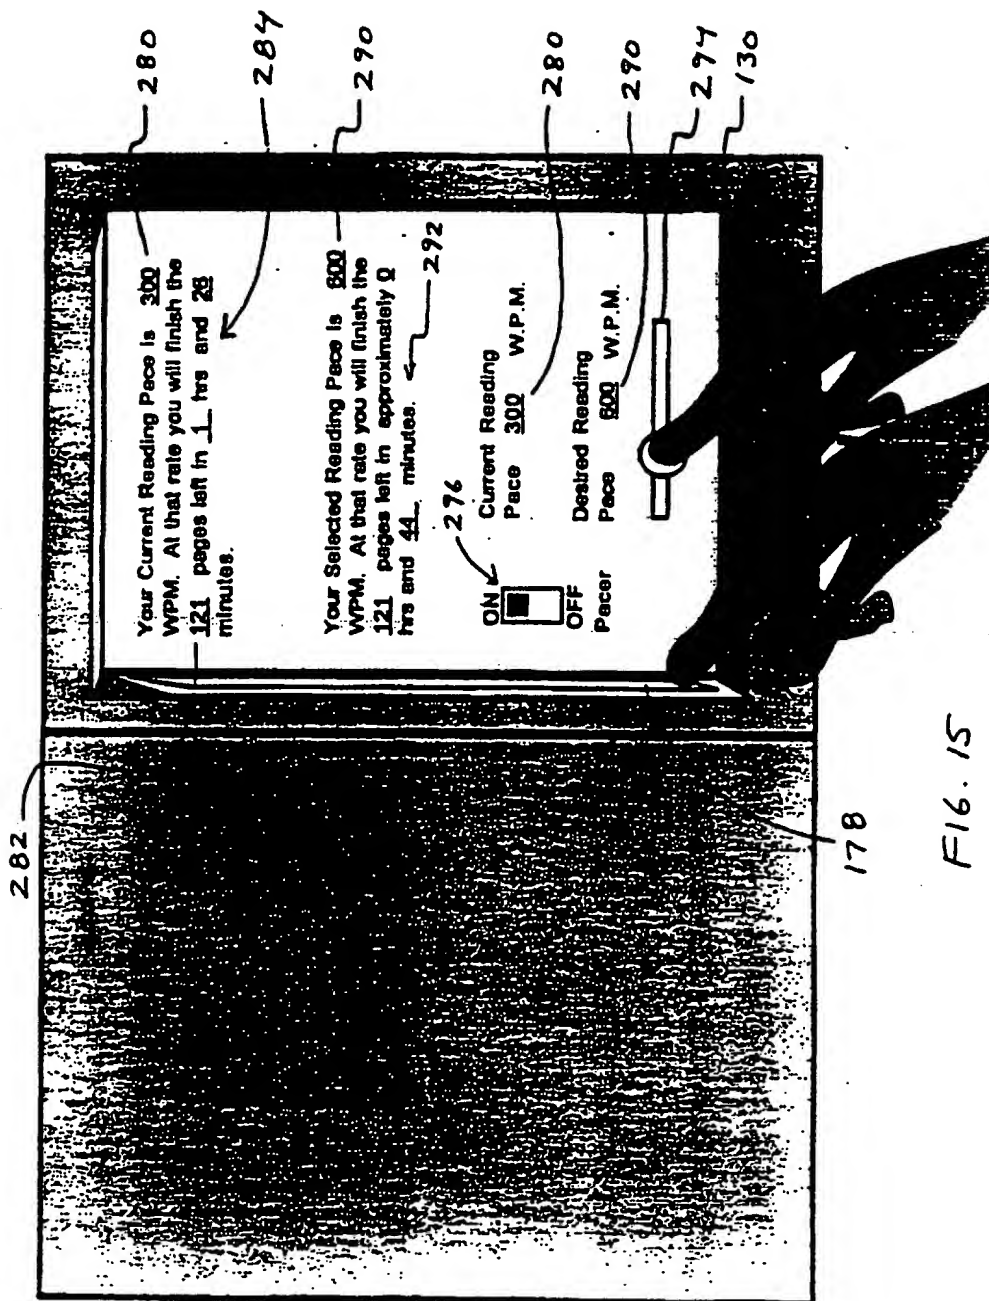 282
280
284
290
280
290
294
130
Your Current Reading Pace is 300
WPM. At that rate you will finish the
121 pages left in 1 hrs and 28
minutes.
Your Selected Reading Pace is 600
WPM. At that rate you will finish the
121 pages left in approximately 0
hrs and 44 minutes.
292
296
ON
OFF
Pacer
Current Reading
Pace 300 W.P.M.
Desired Reading
Pace 600 W.P.M.
178
FIG. 15